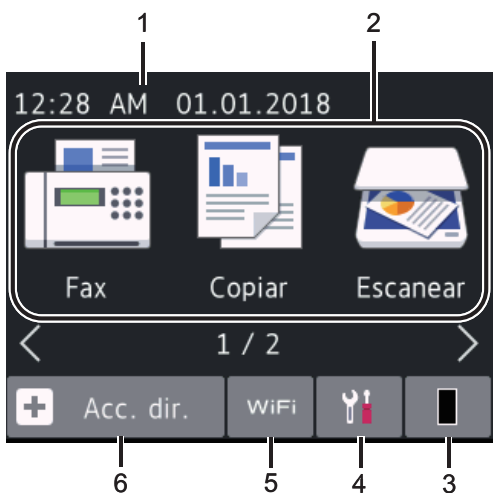 1 2
12:28 AM 01.01.2018
Fax Copiar Escanear
1 / 2
Acc. dir. WiFi
6 5 4 3